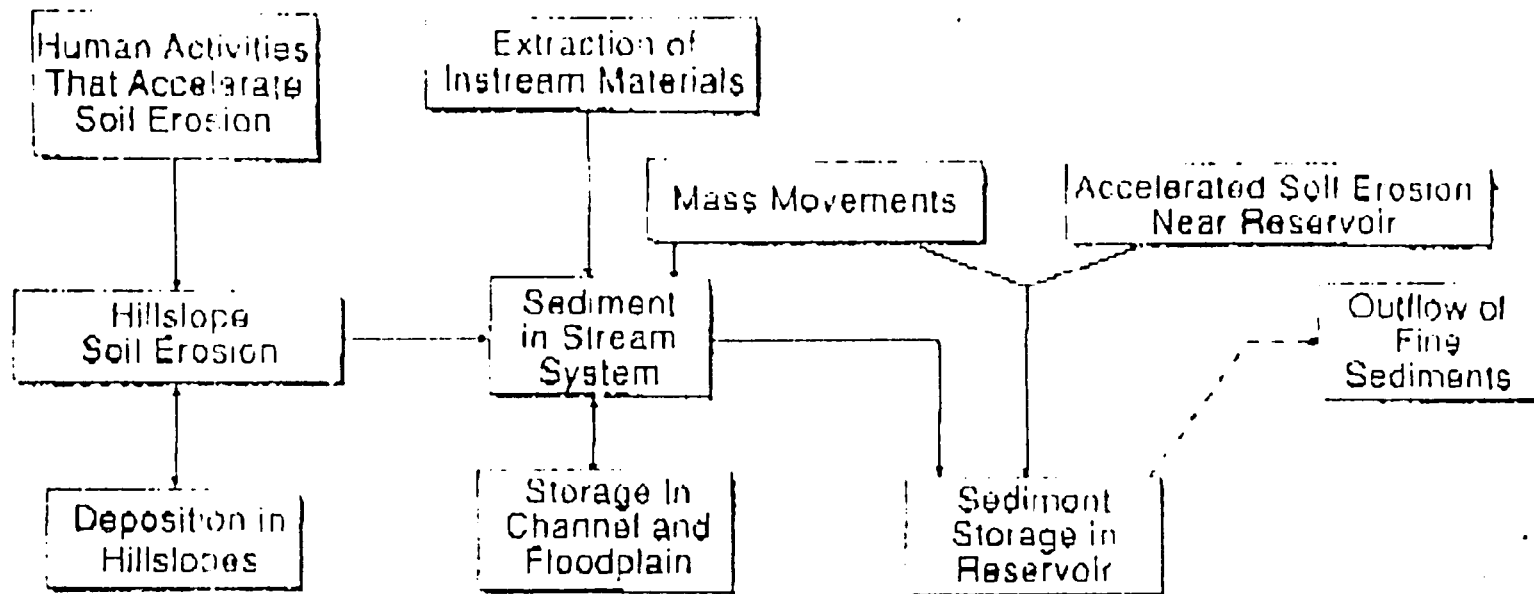 Human Activities
That Accelerate
Soil Erosion
Extraction of
Instream Materials
Mass Movements
Accelerated Soil Erosion
Near Reservoir
Hillslope
Soil Erosion
Sediment
in Stream
System
Outflow of
Fine
Sediments
Deposition in
Hillslopes
Storage In
Channel and
Floodplain
Sediment
Storage in
Reservoir